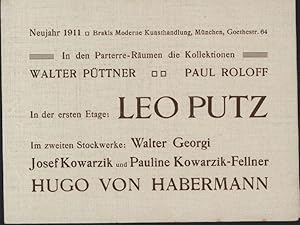 Neujahr 1911 □ Brakls Moderne Kunsthandlung, München, Goethestr. 64
In den Parterre-Räumen die Kollektionen
WALTER PÜTTNER □□ PAUL ROLOFF
In der ersten Etage: LEO PUTZ
Im zweiten Stockwerke: Walter Georgi
Josef Kowarzik und Pauline Kowarzik-Fellner
HUGO VON HABERMANN